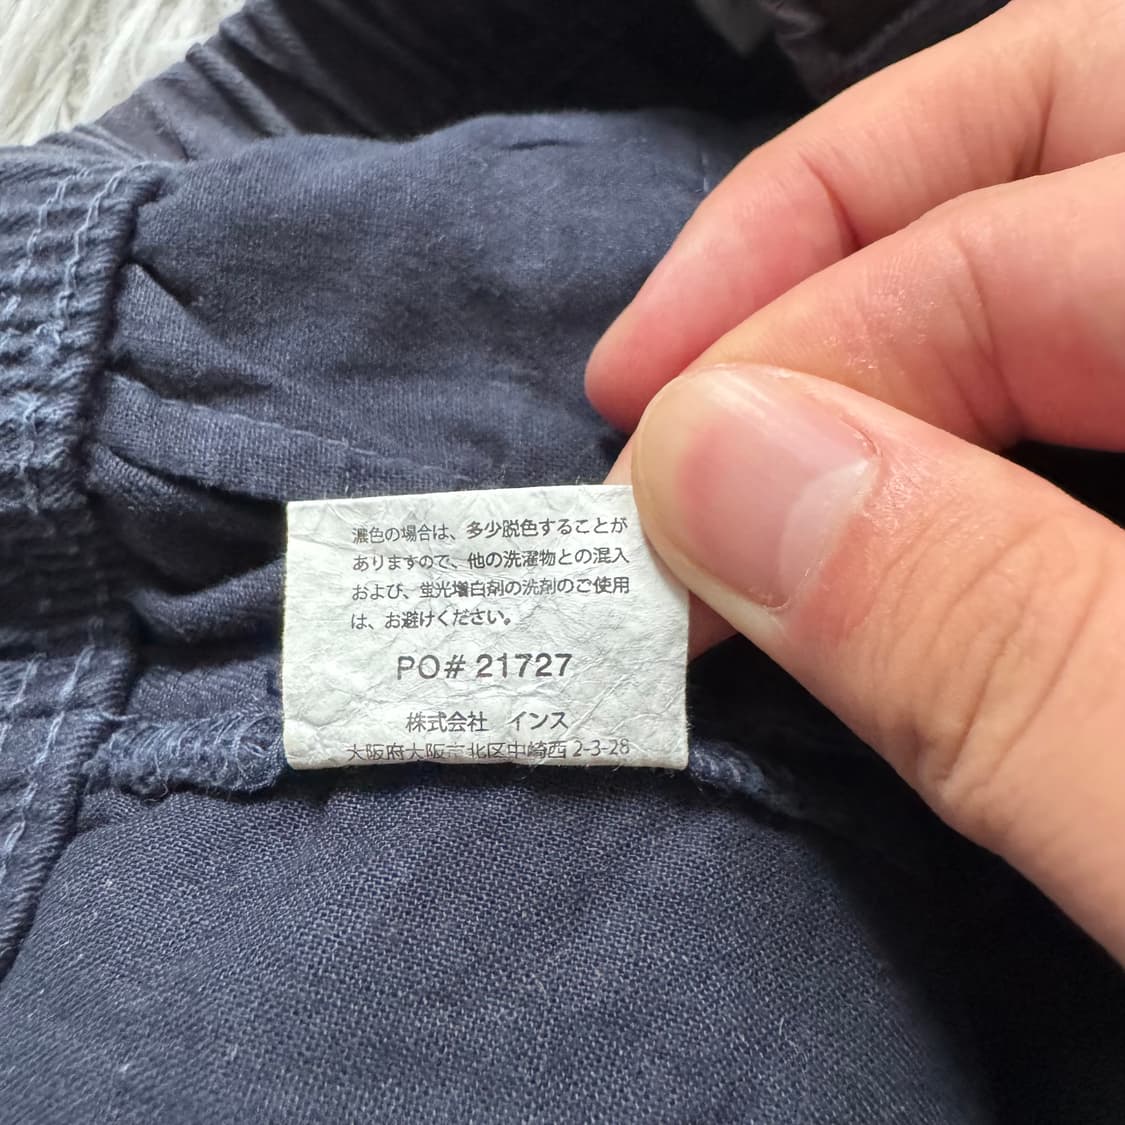 濃色の場合は、多少脱色することが
ありますので、他の洗濯物との混入
および、蛍光増白剤の洗剤のご使用
は、お避けください。
PO# 21727
株式会社　インス
大阪府大阪市北区中崎西 2-3-28